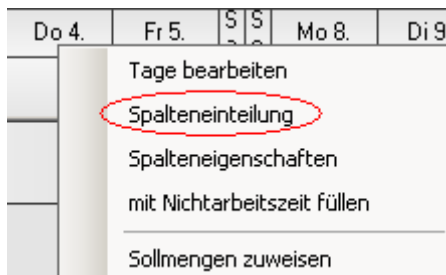 Do 4. Fr 5. S S Mo 8. Di 9
Tage bearbeiten
Spalteneinteilung
Spalteneigenschaften
mit Nichtarbeitszeit füllen
Sollmengen zuweisen